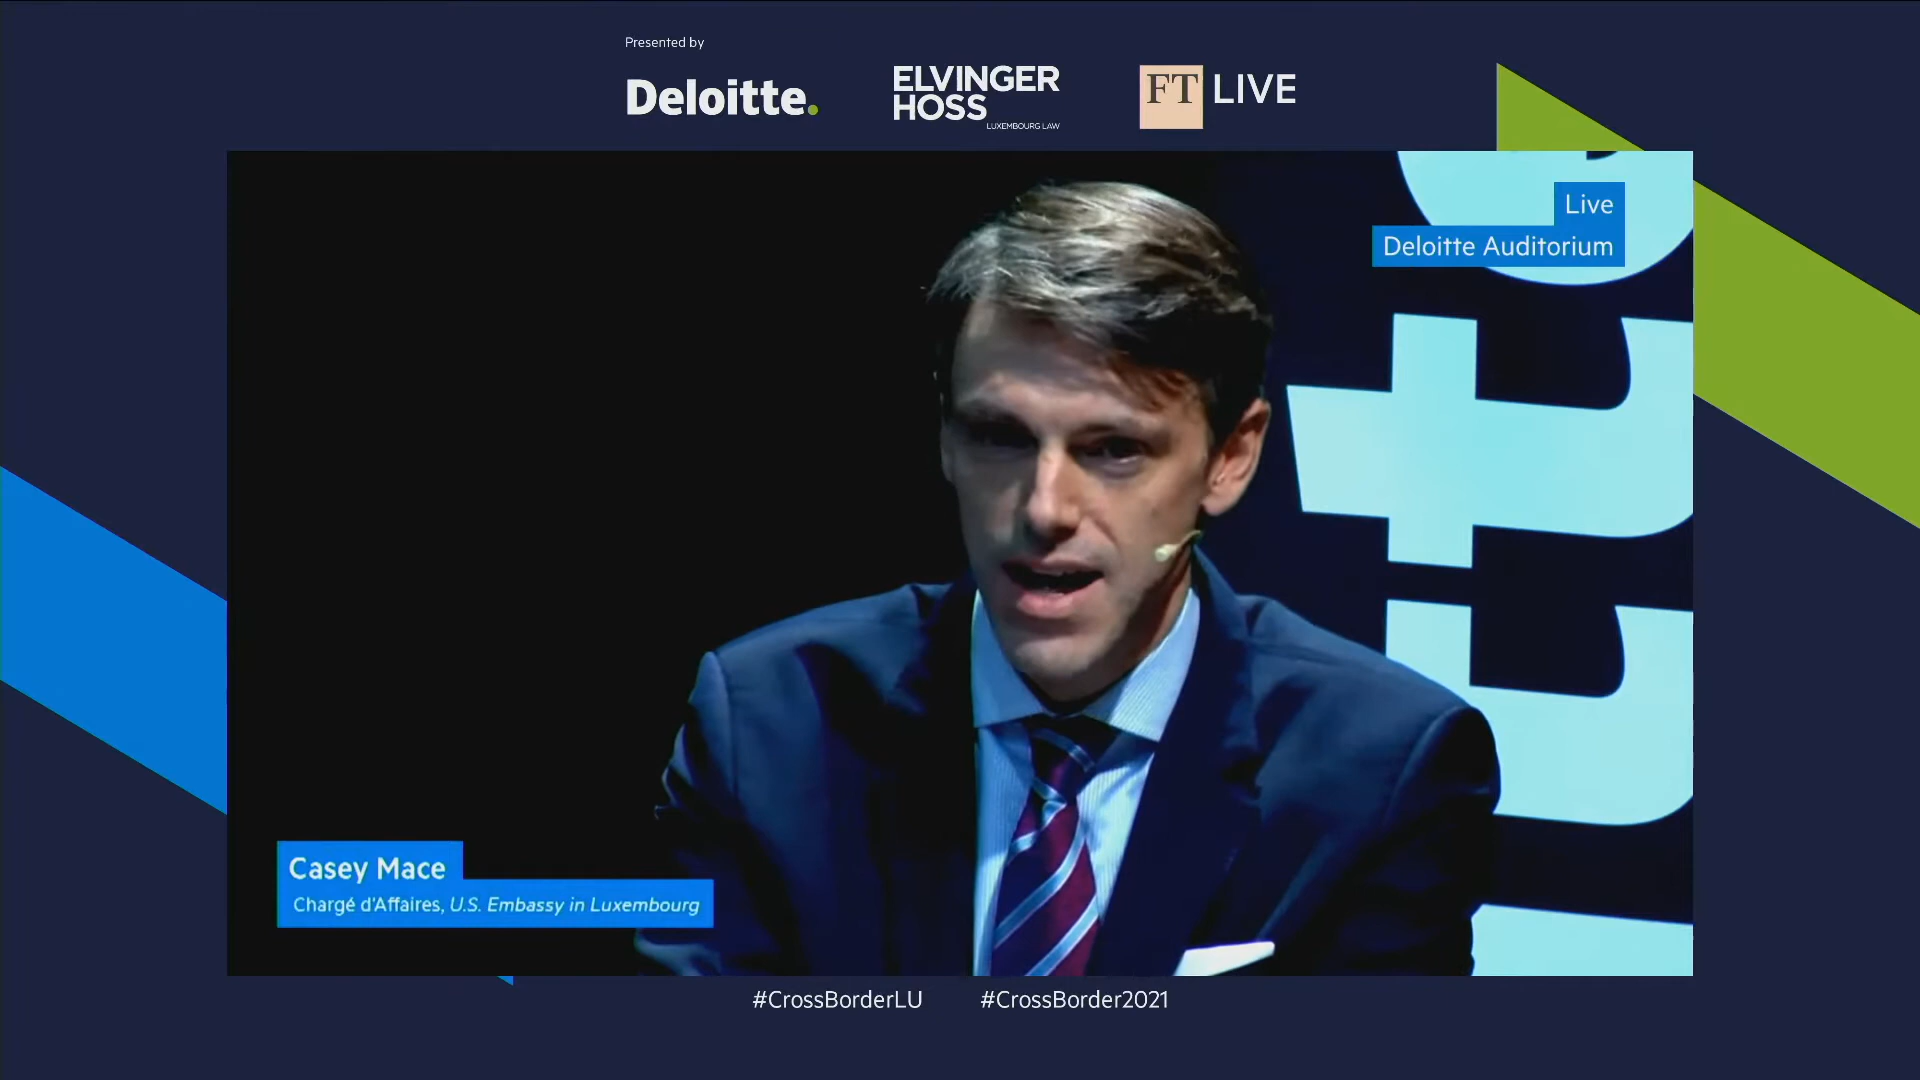 Presented by
Deloitte.
ELVINGER
HOSS
LUXEMBOURG LAW
FT LIVE
Live
Deloitte Auditorium
Casey Mace
Chargé d'Affaires, U.S. Embassy in Luxembourg
#CrossBorderLU #CrossBorder2021